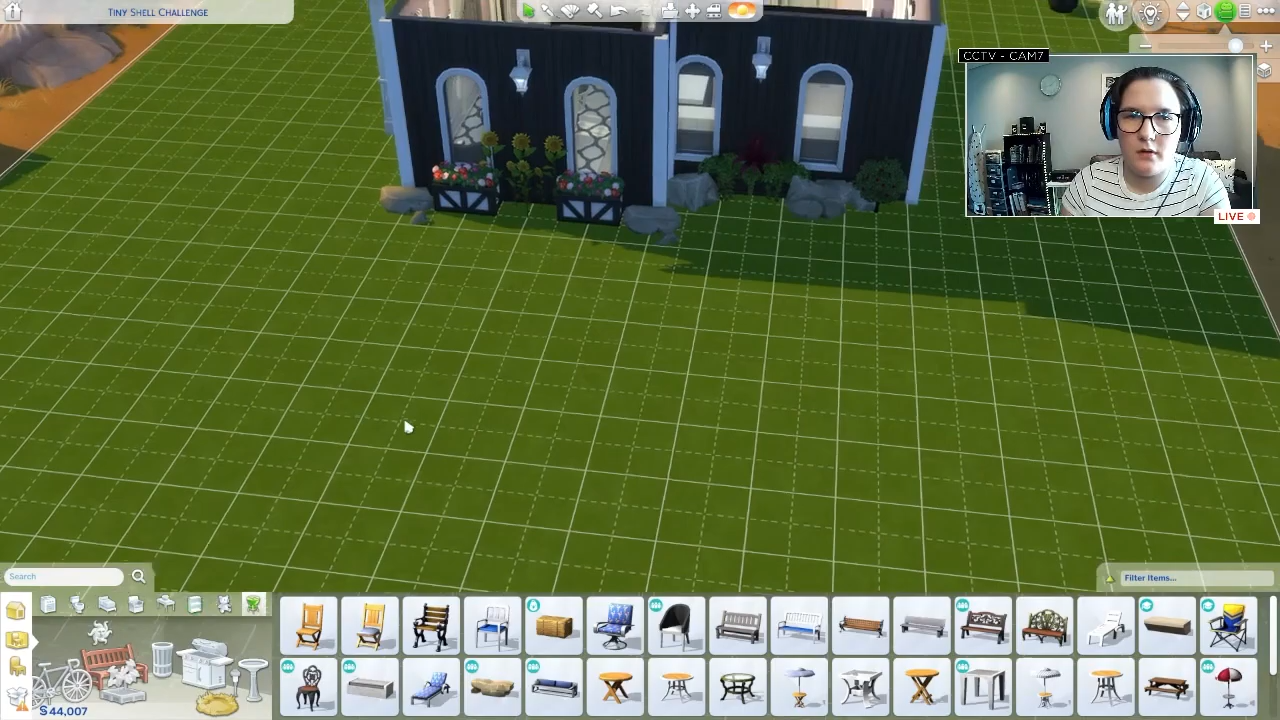 TINY SHELL CHALLENGE
CCTV - CAM7
LIVE
Search
Filter Items...
§44,007